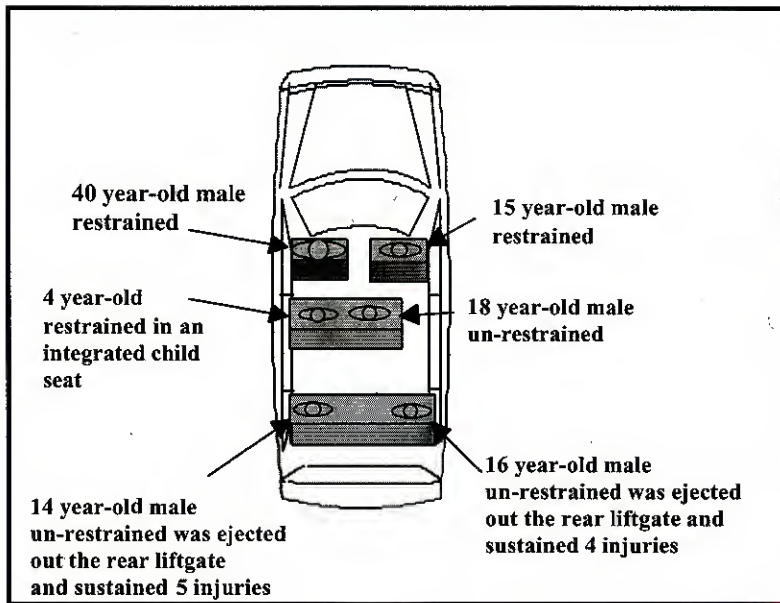 40 year-old male
restrained
15 year-old male
restrained
4 year-old
restrained in an
integrated child
seat
18 year-old male
un-restrained
14 year-old male
un-restrained was ejected
out the rear liftgate
and sustained 5 injuries
16 year-old male
un-restrained was ejected
out the rear liftgate and
sustained 4 injuries